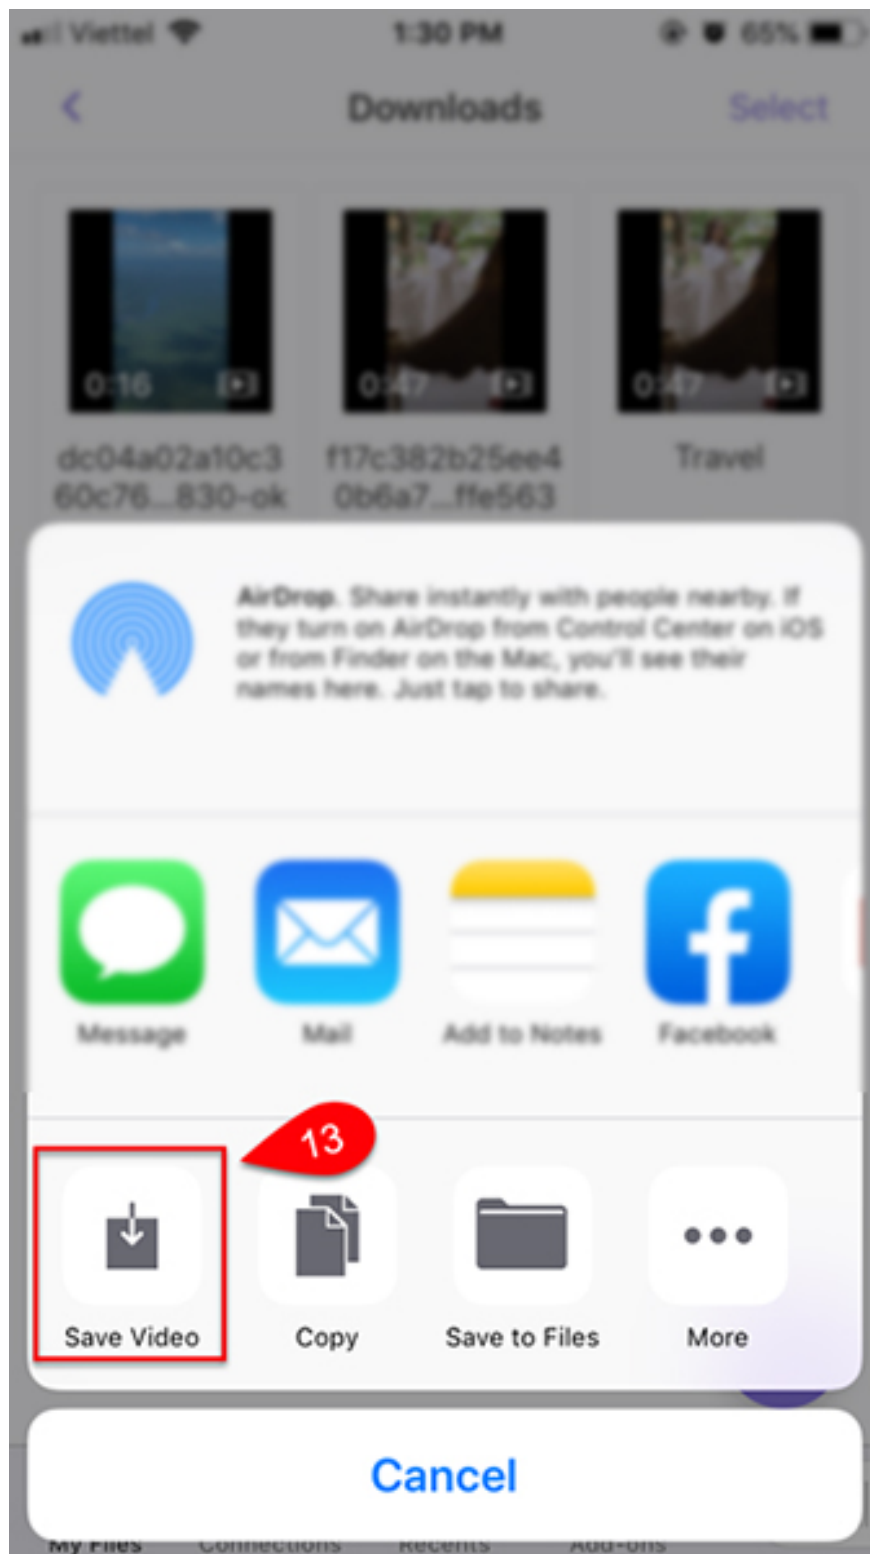 Viettel 1:30 PM 65%
Downloads Select
0:16 0:47 0:47
dc04a02a10c3 f17c382b25ee4 Travel
60c76...830-ok 0b6a7...ffe563
AirDrop. Share instantly with people nearby. If
they turn on AirDrop from Control Center on iOS
or from Finder on the Mac, you'll see their
names here. Just tap to share.
Message Mail Add to Notes Facebook
13
Save Video Copy Save to Files More
Cancel
My Files Connections Recents Add-ons